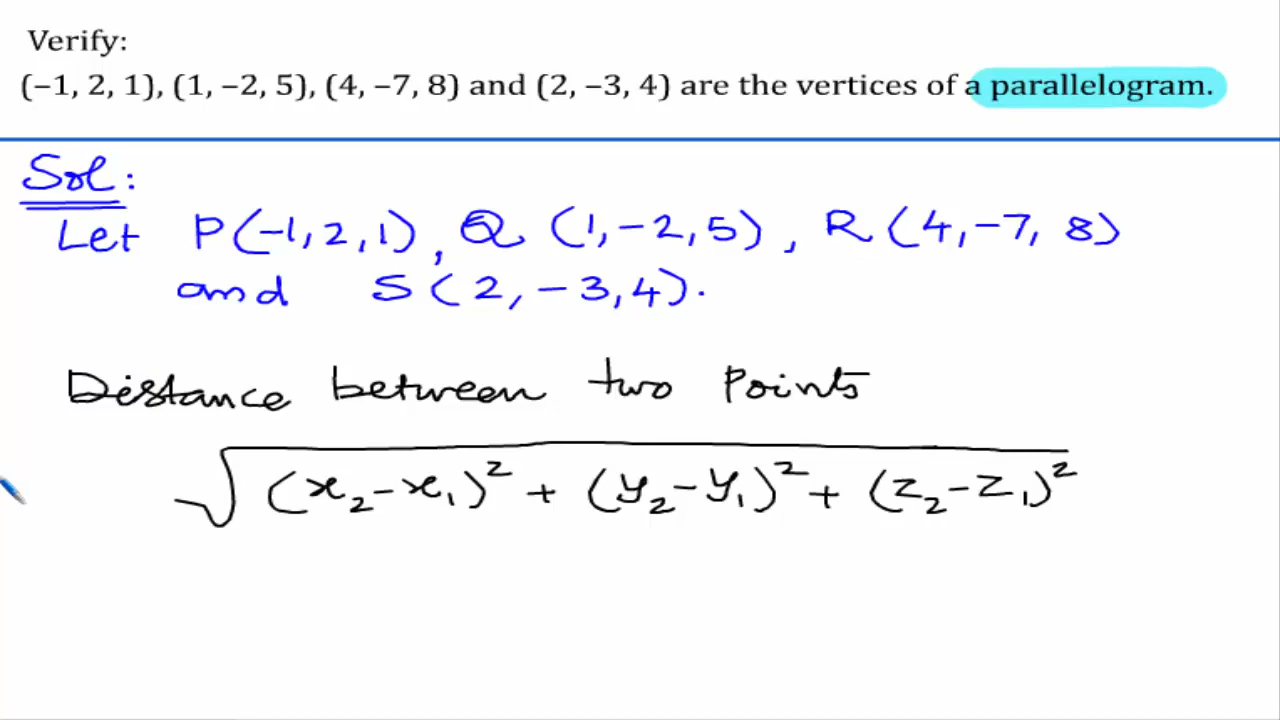 Verify:
(−1, 2, 1), (1, −2, 5), (4, −7, 8) and (2, −3, 4) are the vertices of a parallelogram.
Sol:
Let P(-1,2,1), Q (1,-2,5), R(4,-7, 8)
and S(2,-3,4).
Distance between two Points
√((x₂-x₁)² + (y₂-y₁)² + (z₂-z₁)²)